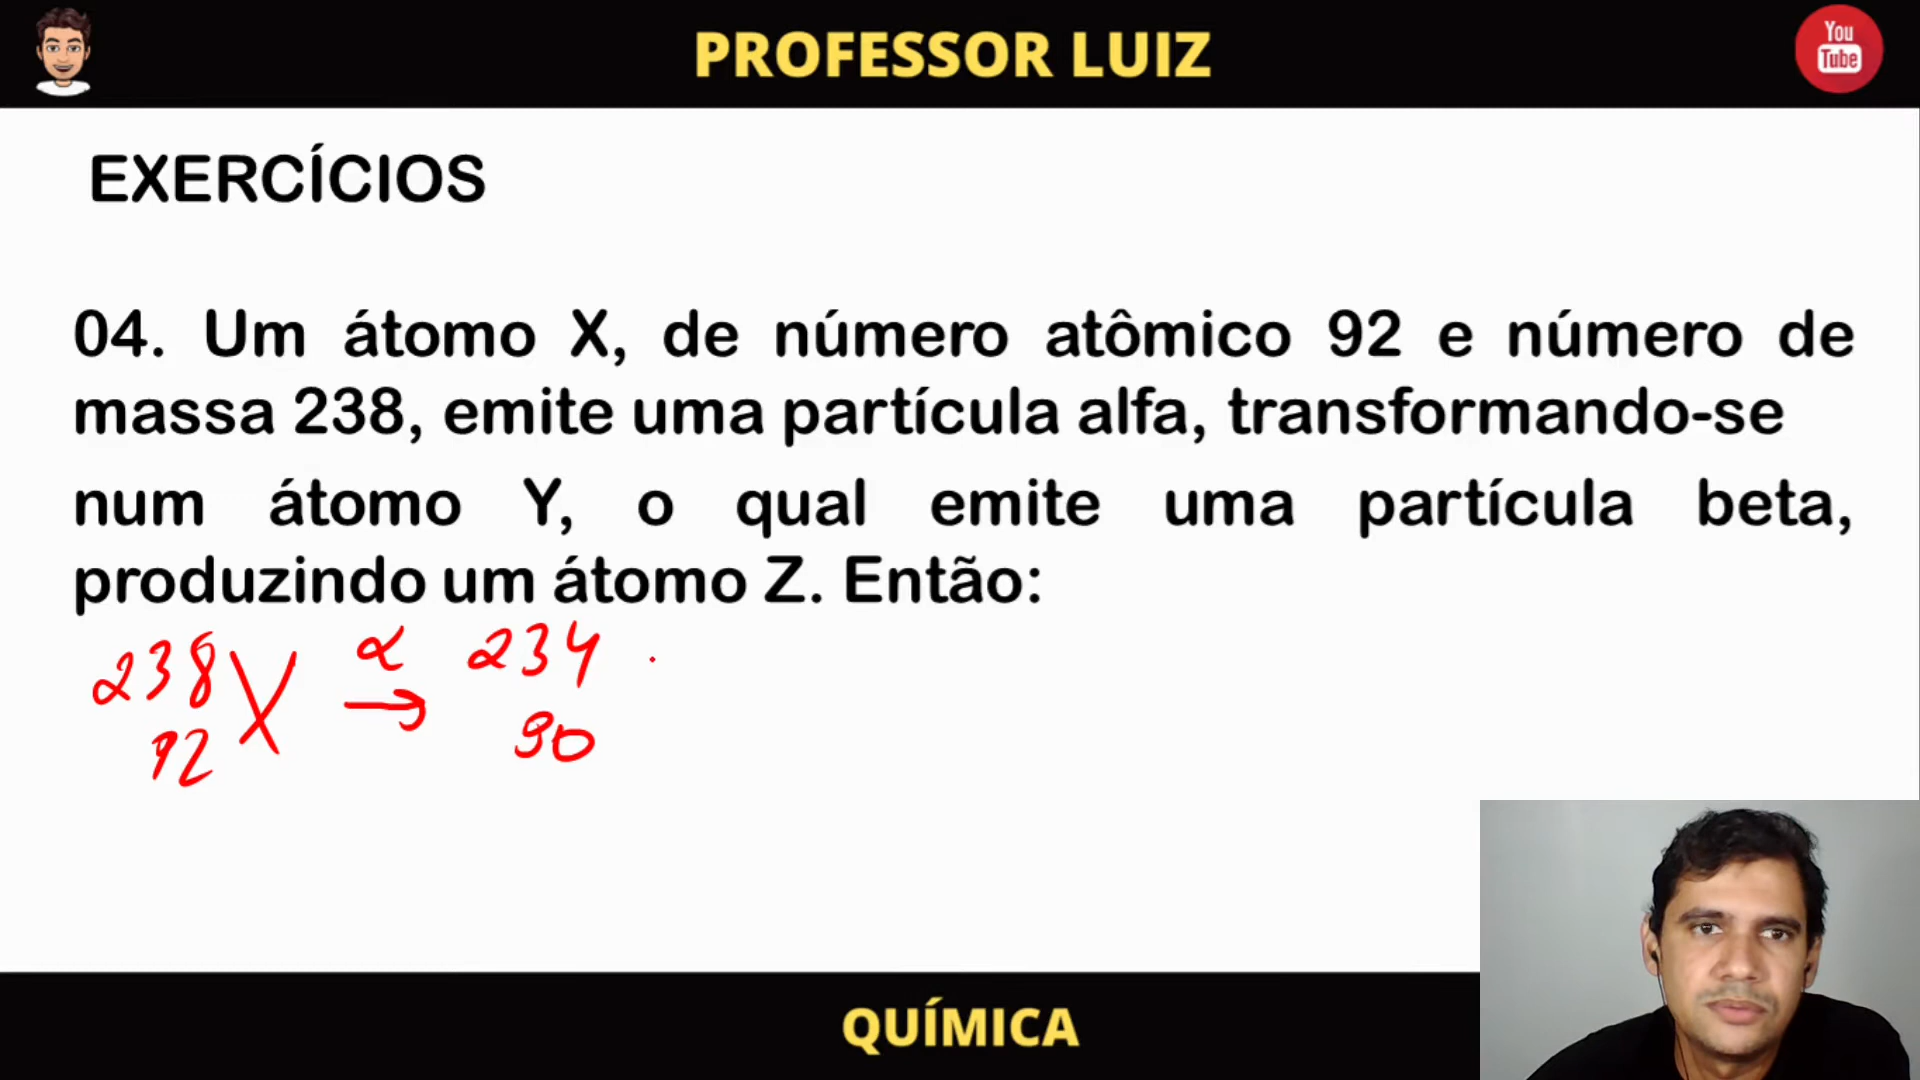 PROFESSOR LUIZ
You
Tube
EXERCÍCIOS
04. Um átomo X, de número atômico 92 e número de
massa 238, emite uma partícula alfa, transformando-se
num átomo Y, o qual emite uma partícula beta,
produzindo um átomo Z. Então:
238 X α → 234
92 90
QUÍMICA